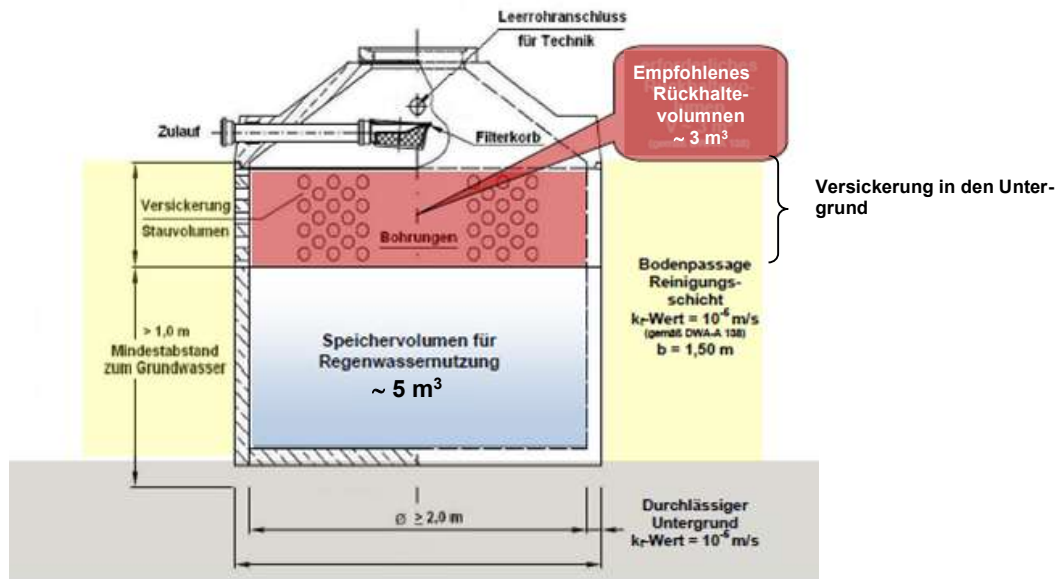 Leerrohranschluss
für Technik
Empfohlenes
Rückhalte-
volumnen
~ 3 m³
Zulauf
Filterkorb
Versickerung
Stauvolumen
Bohrungen
Versickerung in den Unter-
grund
Bodenpassage
Reinigungs-
schicht
kf-Wert = 10⁻⁶ m/s
(gemäß DWA-A 138)
b = 1,50 m
> 1,0 m
Mindestabstand
zum Grundwasser
Speichervolumen für
Regenwassernutzung
~ 5 m³
Ø ≥ 2,0 m
Durchlässiger
Untergrund
kf-Wert = 10⁻⁶ m/s